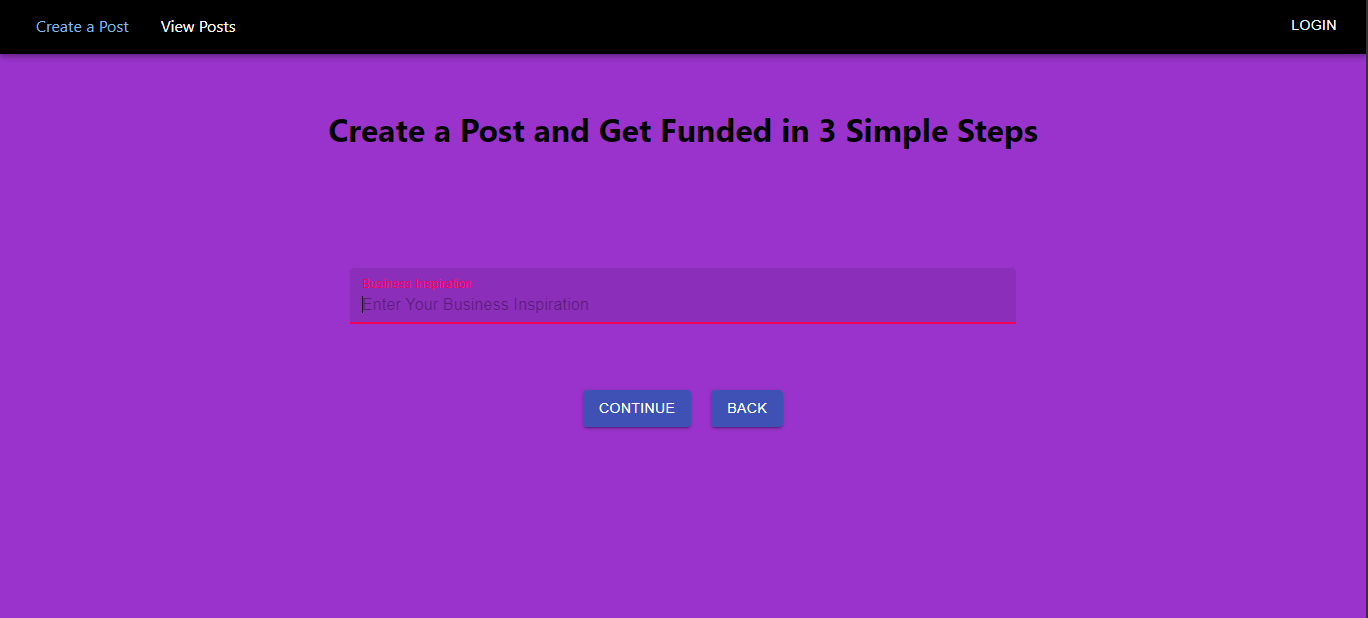 Create a Post View Posts LOGIN
Create a Post and Get Funded in 3 Simple Steps
Business Inspiration
Enter Your Business Inspiration
CONTINUE BACK